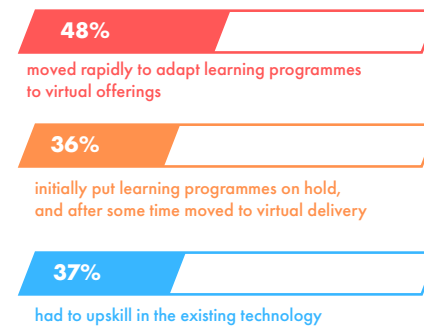 48%
moved rapidly to adapt learning programmes
to virtual offerings
36%
initially put learning programmes on hold,
and after some time moved to virtual delivery
37%
had to upskill in the existing technology